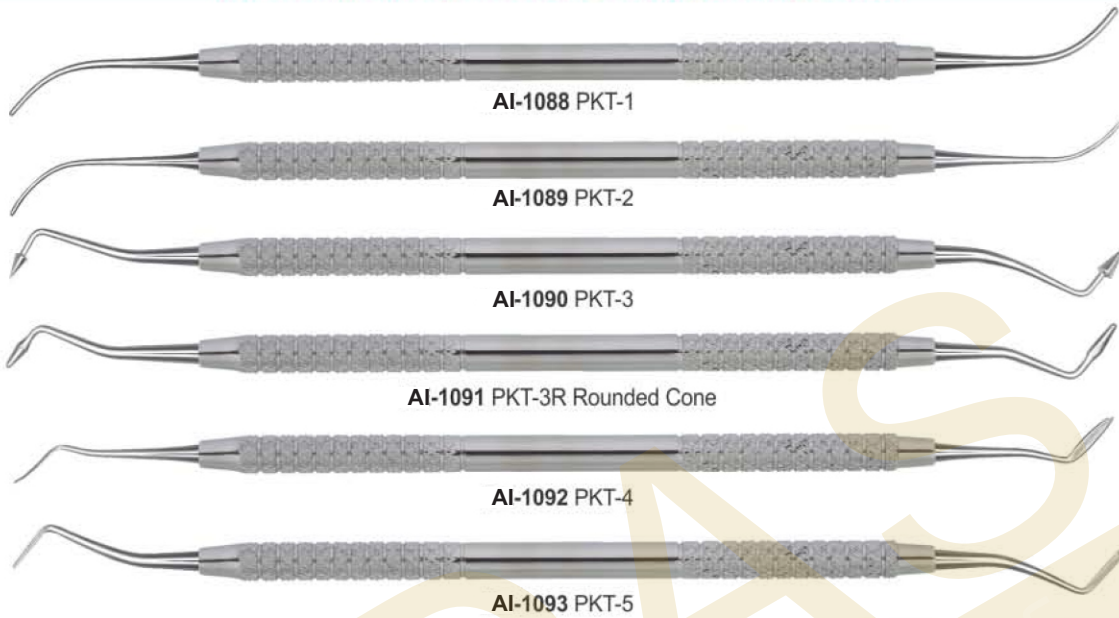 AI-1088 PKT-1
AI-1089 PKT-2
AI-1090 PKT-3
AI-1091 PKT-3R Rounded Cone
AI-1092 PKT-4
AI-1093 PKT-5